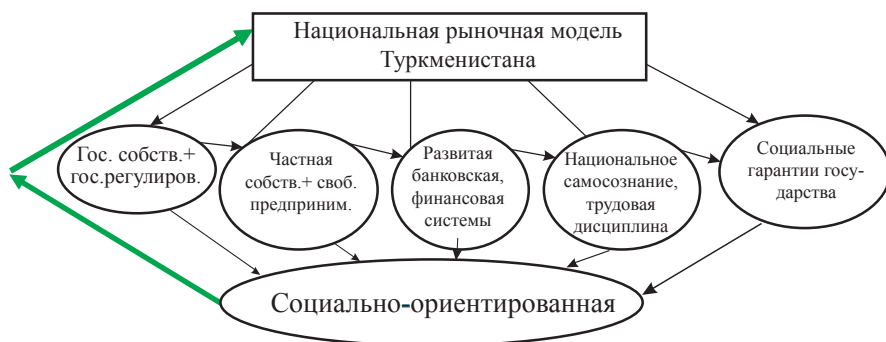 Национальная рыночная модель
Туркменистана
Гос. собств.+
гос.регулиров.
Частная
собств.+ своб.
предприним.
Развитая
банковская,
финансовая
системы
Национальное
самосознание,
трудовая
дисциплина
Социальные
гарантии госу-
дарства
Социально-ориентированная